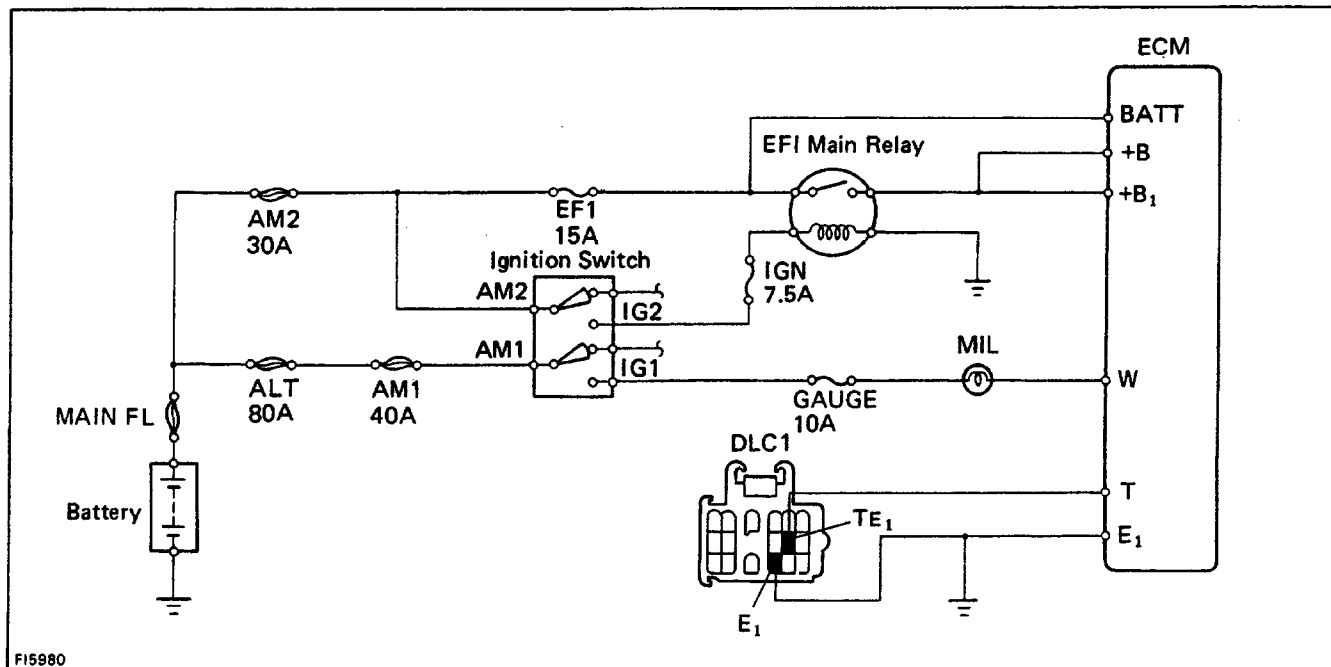 ECM
BATT
+B
+B₁
EFI Main Relay
AM2
30A
EF1
15A
Ignition Switch
AM2
IG2
IGN
7.5A
AM1
IG1
MIL
W
ALT
80A
AM1
40A
GAUGE
10A
MAIN FL
DLC1
Battery
T
TE₁
E₁
E₁
FI5980